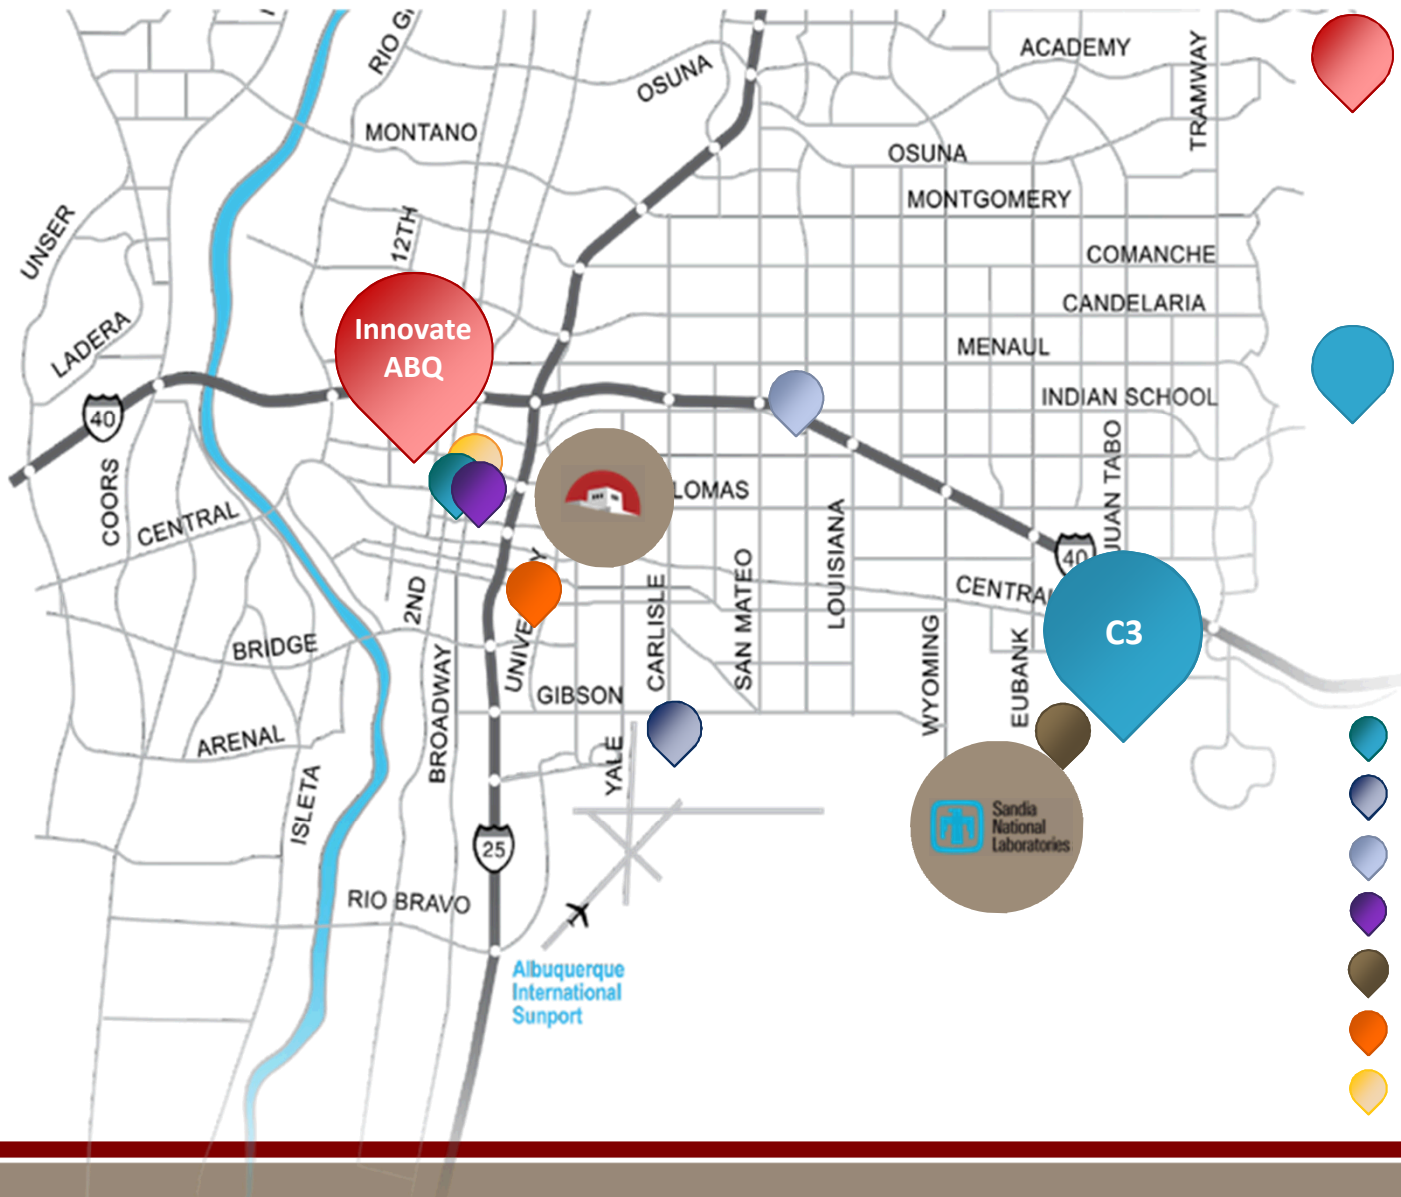 RIO G
ACADEMY
OSUNA
TRAMWAY
MONTANO
OSUNA
MONTGOMERY
UNSER
12TH
COMANCHE
CANDELARIA
LADERA
Innovate
ABQ
MENAUL
INDIAN SCHOOL
40
COORS
CENTRAL
LOMAS
JUAN TABO
LOUISIANA
40
2ND
UNIVE
Y
CARLISLE
SAN MATEO
CENTRA
C3
BRIDGE
BROADWAY
GIBSON
WYOMING
EUBANK
ARENAL
YALE
ISLETA
Sandia
National
Laboratories
25
RIO BRAVO
Albuquerque
International
Sunport